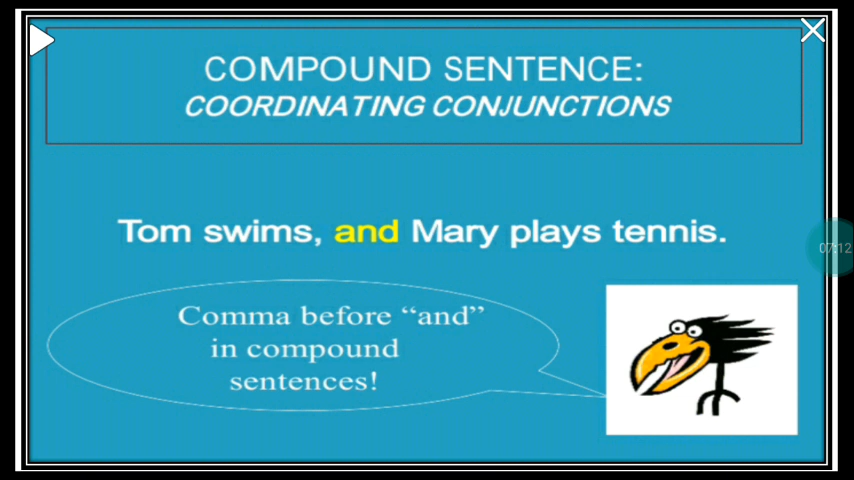 COMPOUND SENTENCE:
COORDINATING CONJUNCTIONS
Tom swims, and Mary plays tennis.
07:12
Comma before “and”
in compound
sentences!